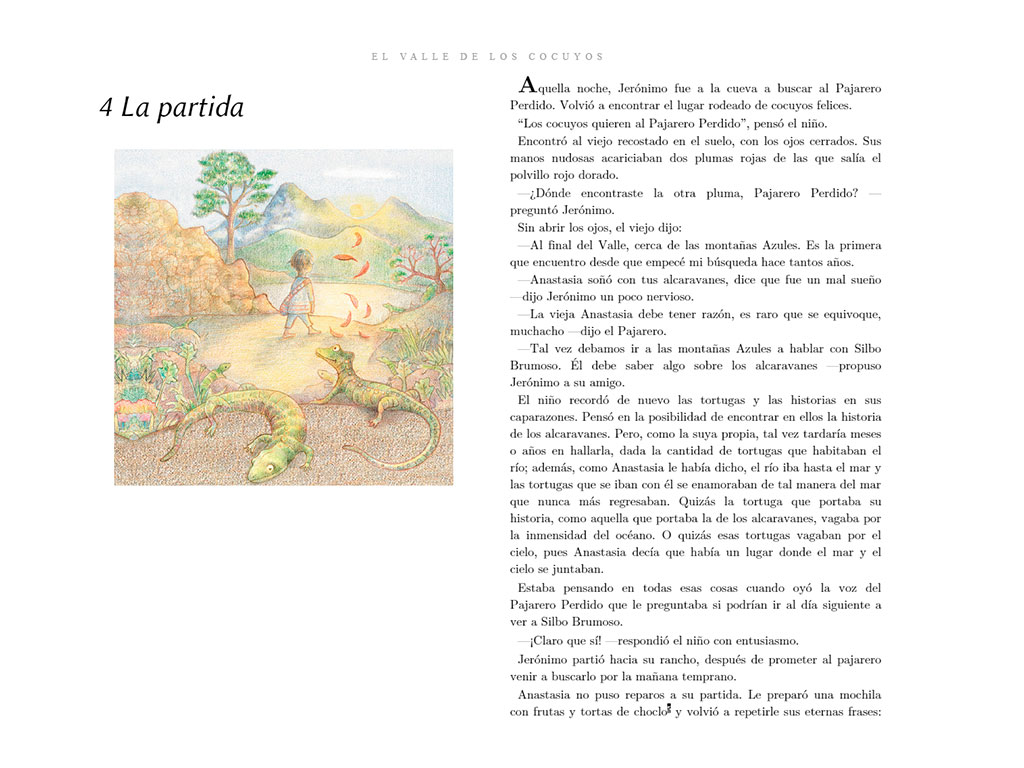 EL VALLE DE LOS COCUYOS
4 La partida
Aquella noche, Jerónimo fue a la cueva a buscar al Pajarero
Perdido. Volvió a encontrar el lugar rodeado de cocuyos felices.
“Los cocuyos quieren al Pajarero Perdido”, pensó el niño.
Encontró al viejo recostado en el suelo, con los ojos cerrados. Sus
manos nudosas acariciaban dos plumas rojas de las que salía el
polvillo rojo dorado.
—¿Dónde encontraste la otra pluma, Pajarero Perdido? —
preguntó Jerónimo.
Sin abrir los ojos, el viejo dijo:
—Al final del Valle, cerca de las montañas Azules. Es la primera
que encuentro desde que empecé mi búsqueda hace tantos años.
—Anastasia soñó con tus alcaravanes, dice que fue un mal sueño
—dijo Jerónimo un poco nervioso.
—La vieja Anastasia debe tener razón, es raro que se equivoque,
muchacho —dijo el Pajarero.
—Tal vez debamos ir a las montañas Azules a hablar con Silbo
Brumoso. Él debe saber algo sobre los alcaravanes —propuso
Jerónimo a su amigo.
El niño recordó de nuevo las tortugas y las historias en sus
caparazones. Pensó en la posibilidad de encontrar en ellos la historia
de los alcaravanes. Pero, como la suya propia, tal vez tardaría meses
o años en hallarla, dada la cantidad de tortugas que habitaban el
río; además, como Anastasia le había dicho, el río iba hasta el mar y
las tortugas que se iban con él se enamoraban de tal manera del mar
que nunca más regresaban. Quizás la tortuga que portaba su
historia, como aquella que portaba la de los alcaravanes, vagaba por
la inmensidad del océano. O quizás esas tortugas vagaban por el
cielo, pues Anastasia decía que había un lugar donde el mar y el
cielo se juntaban.
Estaba pensando en todas esas cosas cuando oyó la voz del
Pajarero Perdido que le preguntaba si podrían ir al día siguiente a
ver a Silbo Brumoso.
—¡Claro que sí! —respondió el niño con entusiasmo.
Jerónimo partió hacia su rancho, después de prometer al pajarero
venir a buscarlo por la mañana temprano.
Anastasia no puso reparos a su partida. Le preparó una mochila
con frutas y tortas de choclo y volvió a repetirle sus eternas frases: